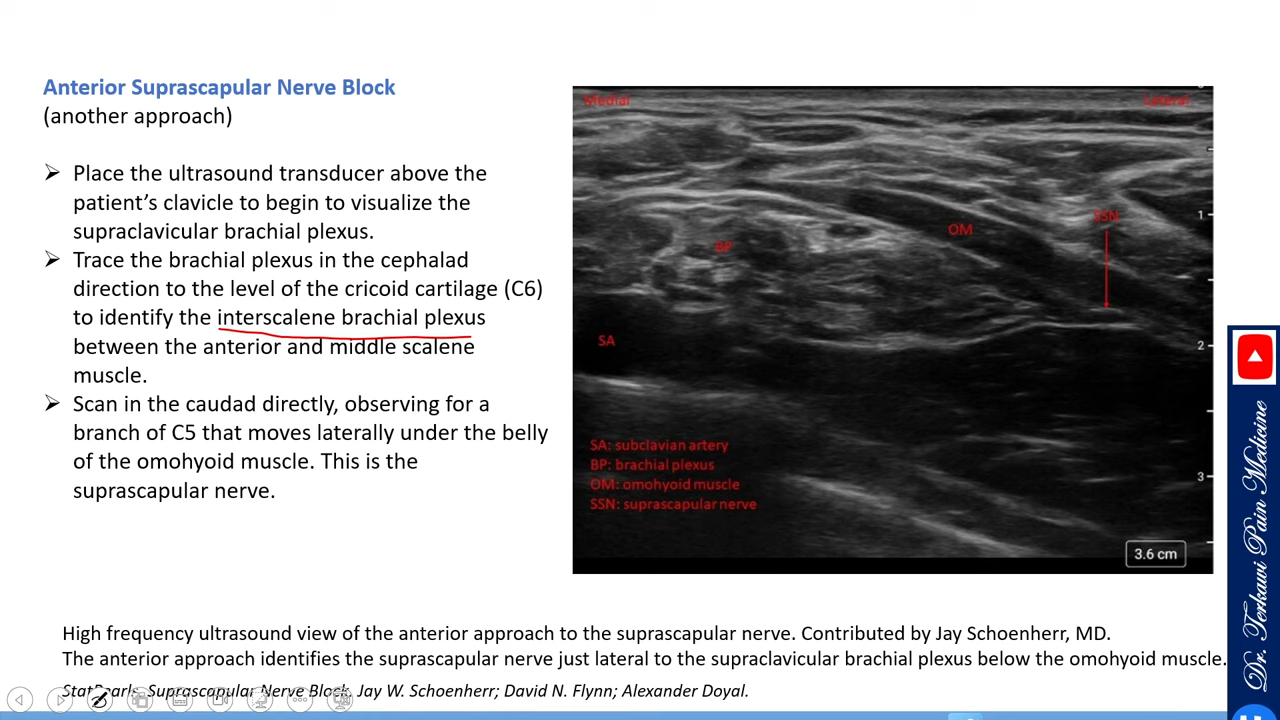 Anterior Suprascapular Nerve Block
(another approach)
➢ Place the ultrasound transducer above the
patient’s clavicle to begin to visualize the
supraclavicular brachial plexus.
➢ Trace the brachial plexus in the cephalad
direction to the level of the cricoid cartilage (C6)
to identify the interscalene brachial plexus
between the anterior and middle scalene
muscle.
➢ Scan in the caudad directly, observing for a
branch of C5 that moves laterally under the belly
of the omohyoid muscle. This is the
suprascapular nerve.
Medial
Lateral
SSN
1
OM
BP
SA
2
SA: subclavian artery
BP: brachial plexus
OM: omohyoid muscle
SSN: suprascapular nerve
3
3.6 cm
High frequency ultrasound view of the anterior approach to the suprascapular nerve. Contributed by Jay Schoenherr, MD.
The anterior approach identifies the suprascapular nerve just lateral to the supraclavicular brachial plexus below the omohyoid muscle.
StatPearls. Suprascapular Nerve Block. Jay W. Schoenherr; David N. Flynn; Alexander Doyal.
Dr. Terkawi Pain Medicine